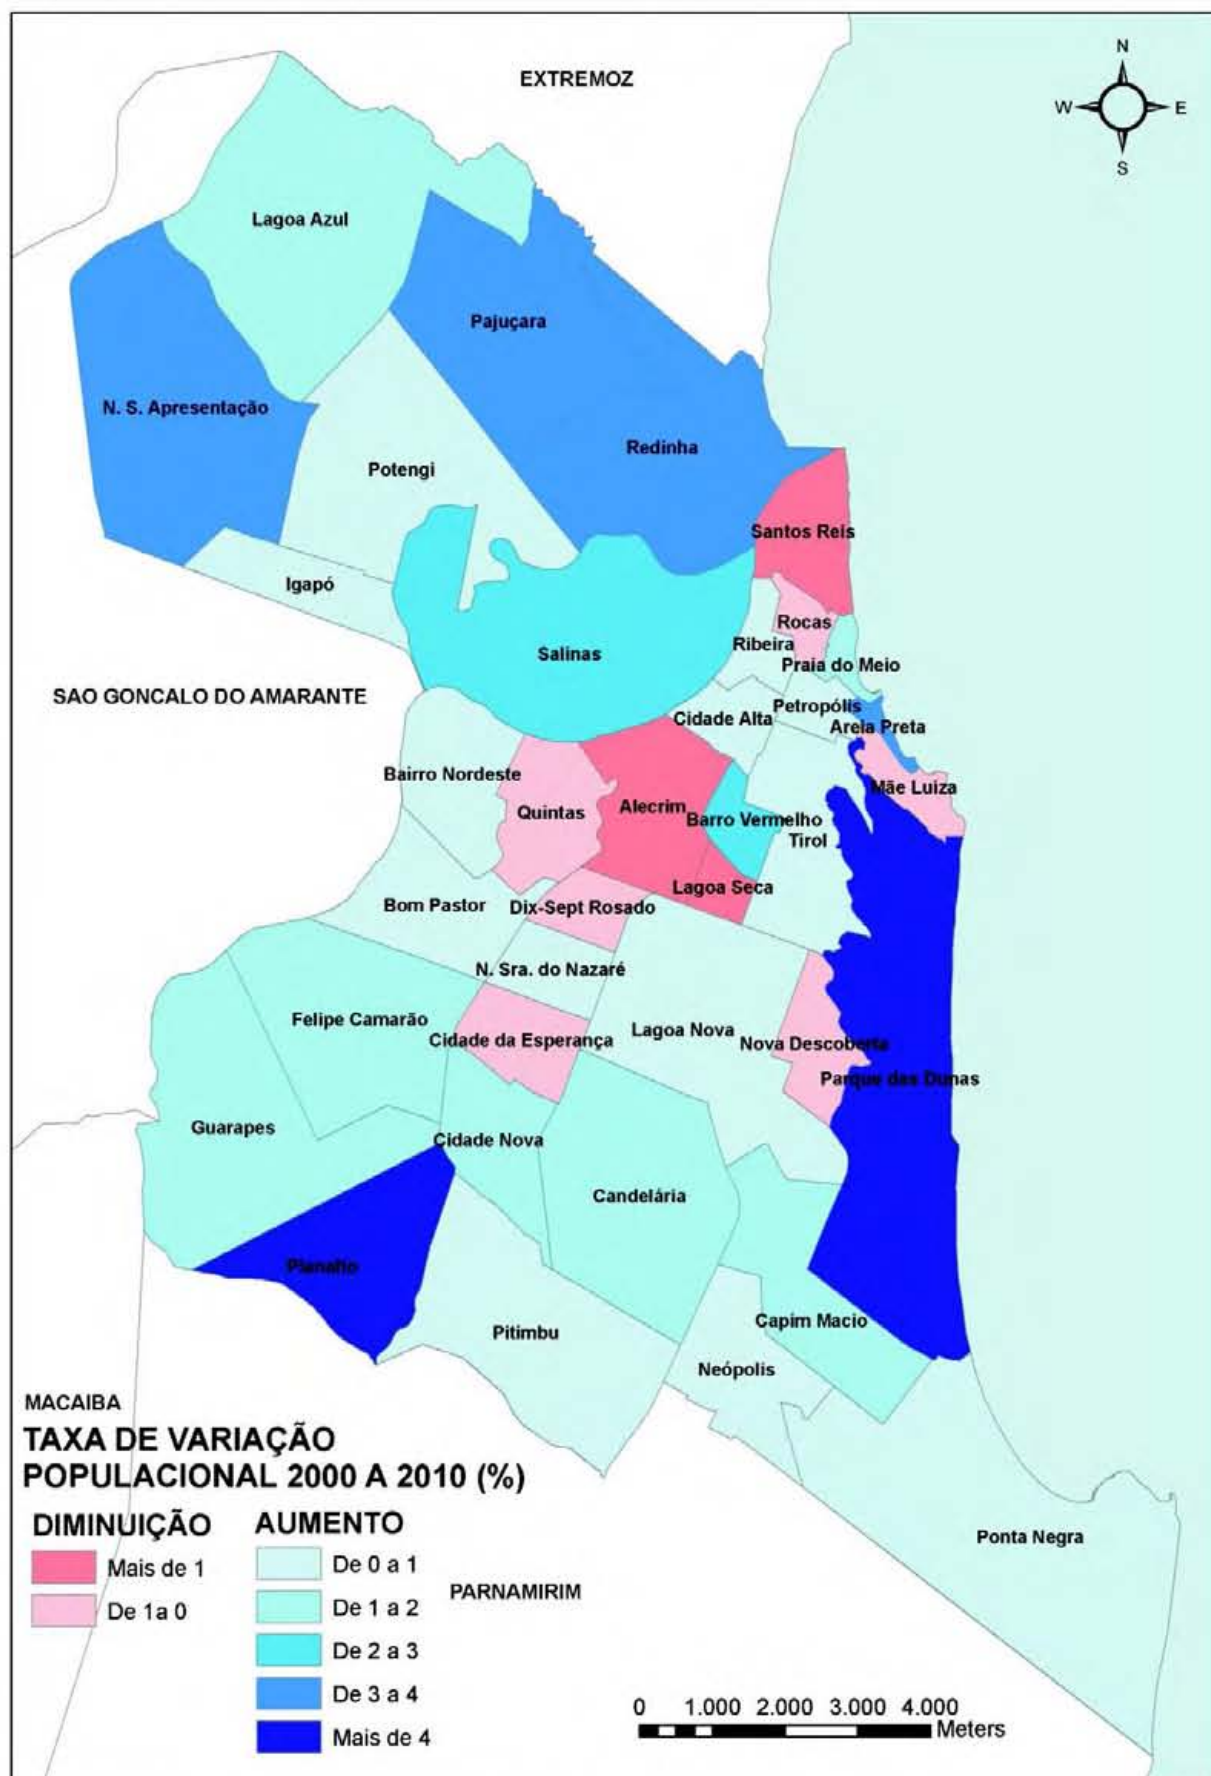 N
W
E
S
EXTREMOZ
Lagoa Azul
Pajuçara
N. S. Apresentação
Redinha
Potengi
Santos Reis
Igapó
Rocas
Ribeira
Salinas
Praia do Meio
SAO GONCALO DO AMARANTE
Petropólis
Cidade Alta
Areia Preta
Bairro Nordeste
Mãe Luiza
Quintas
Alecrim
Barro Vermelho
Tirol
Lagoa Seca
Bom Pastor
Dix-Sept Rosado
N. Sra. do Nazaré
Felipe Camarão
Lagoa Nova
Cidade da Esperança
Nova Descoberta
Parque das Dunas
Guarapes
Cidade Nova
Candelária
Planalto
Capim Macio
Pitimbu
Neópolis
MACAIBA
TAXA DE VARIAÇÃO
POPULACIONAL 2000 A 2010 (%)
DIMINUIÇÃO
Mais de 1
De 1a 0
AUMENTO
De 0 a 1
De 1 a 2
De 2 a 3
De 3 a 4
Mais de 4
Ponta Negra
PARNAMIRIM
0 1.000 2.000 3.000 4.000
Meters